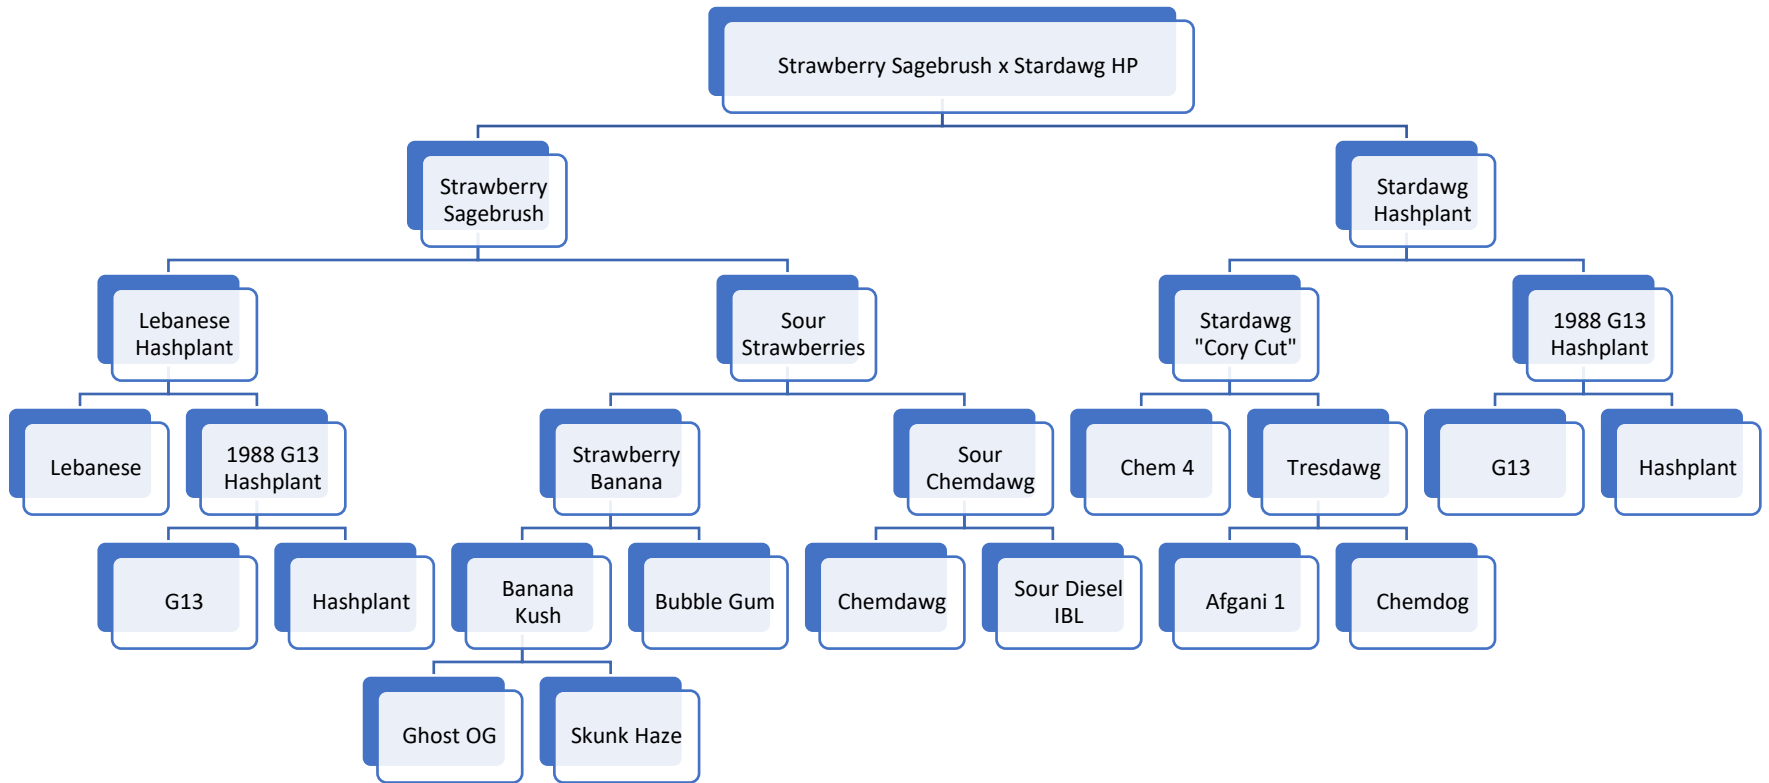 Strawberry Sagebrush x Stardawg HP
Strawberry
Sagebrush
Stardawg
Hashplant
Lebanese
Hashplant
Sour
Strawberries
Stardawg
"Cory Cut"
1988 G13
Hashplant
Lebanese
1988 G13
Hashplant
Strawberry
Banana
Sour
Chemdawg
Chem 4
Tresdawg
G13
Hashplant
G13
Hashplant
Banana
Kush
Bubble Gum
Chemdawg
Sour Diesel
IBL
Afgani 1
Chemdog
Ghost OG
Skunk Haze